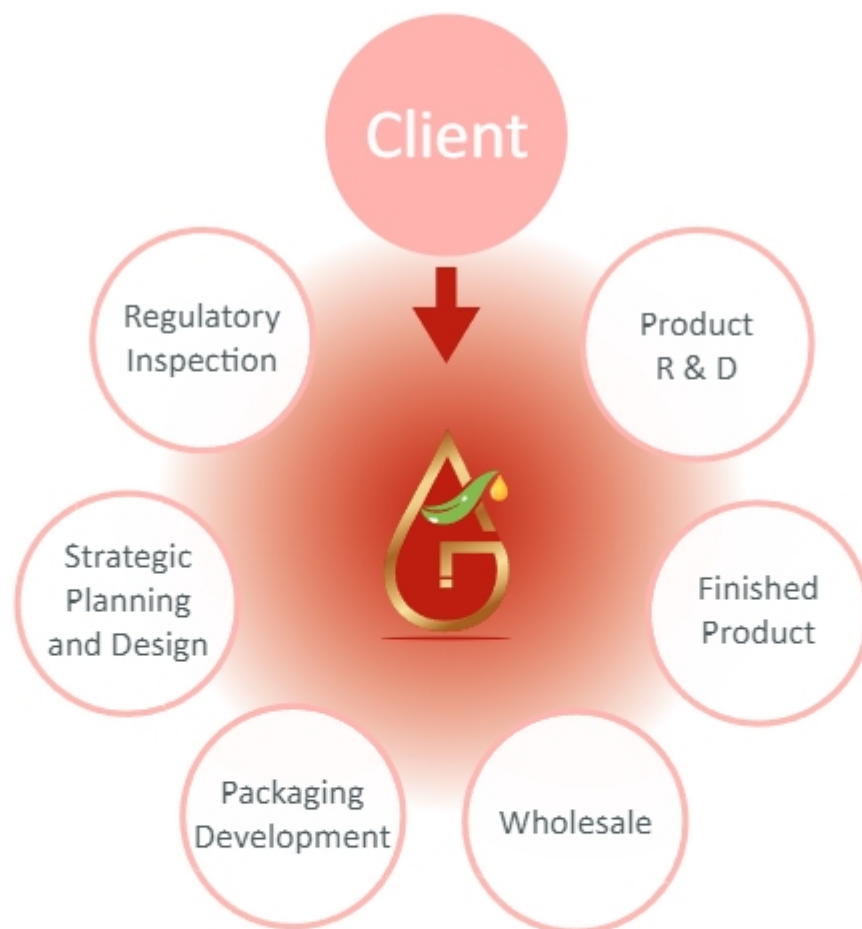 Client
Regulatory
Inspection
Product
R & D
Strategic
Planning
and Design
Finished
Product
Packaging
Development
Wholesale